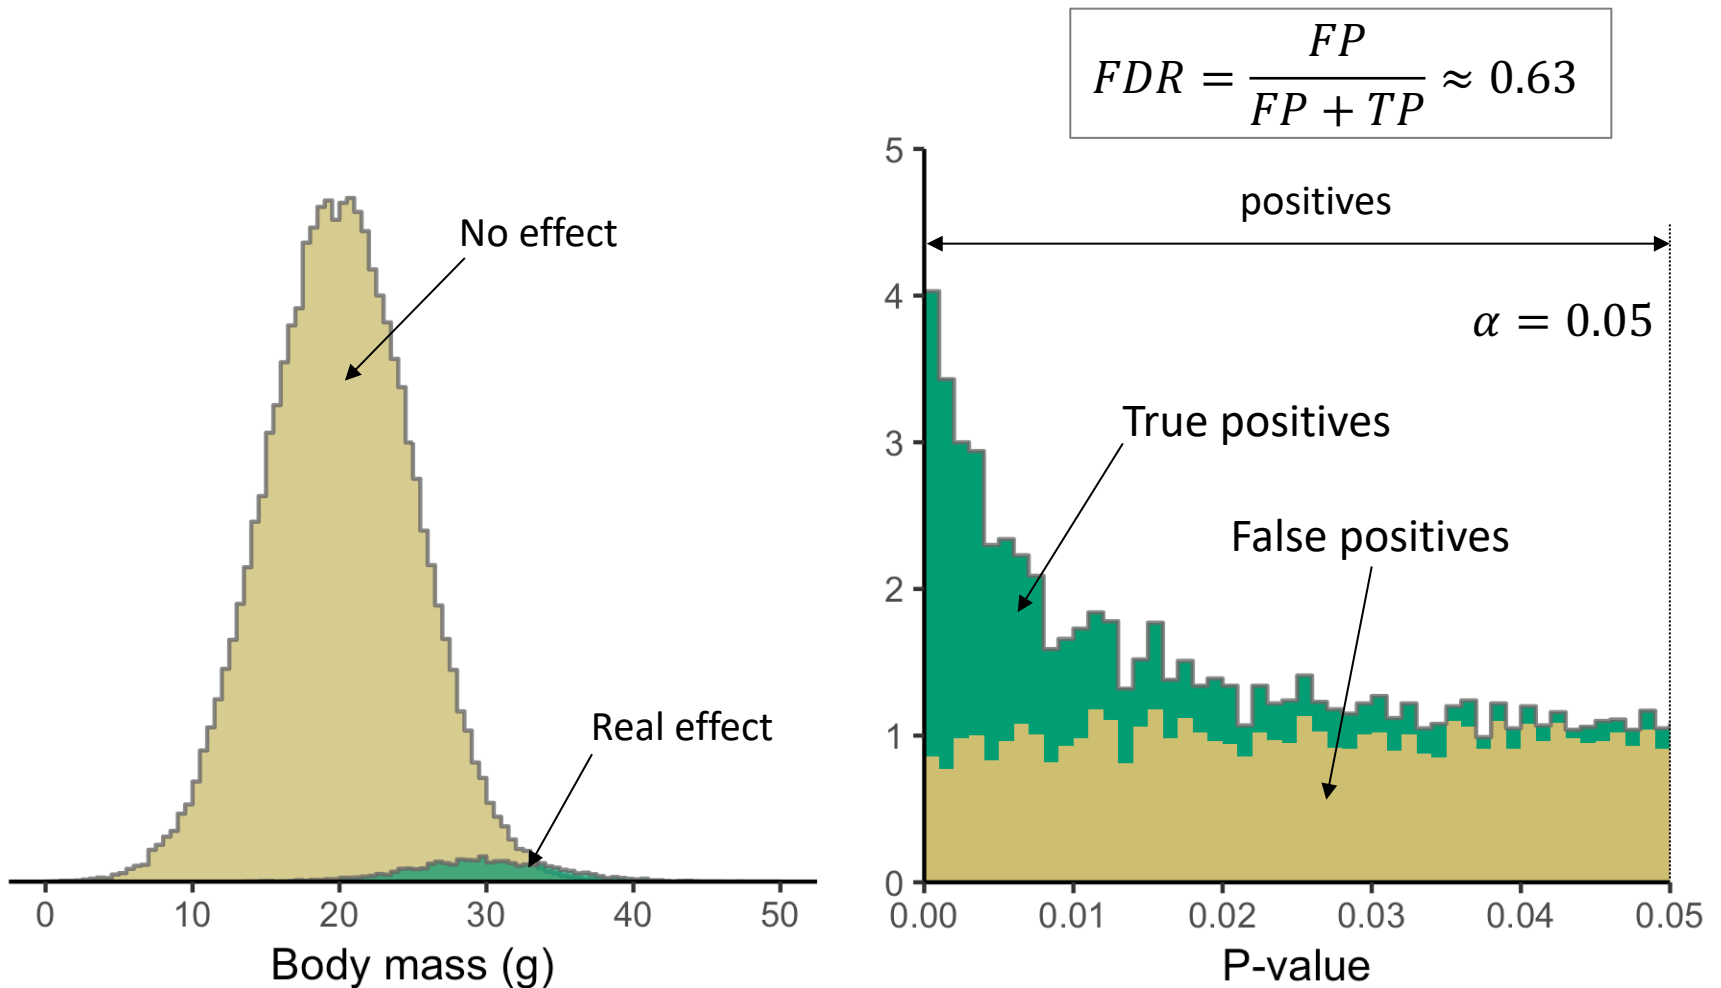 No effect
Real effect
0 10 20 30 40 50
Body mass (g)
FDR = FP / (FP + TP) ≈ 0.63
positives
α = 0.05
True positives
False positives
5
4
3
2
1
0
0.00 0.01 0.02 0.03 0.04 0.05
P-value